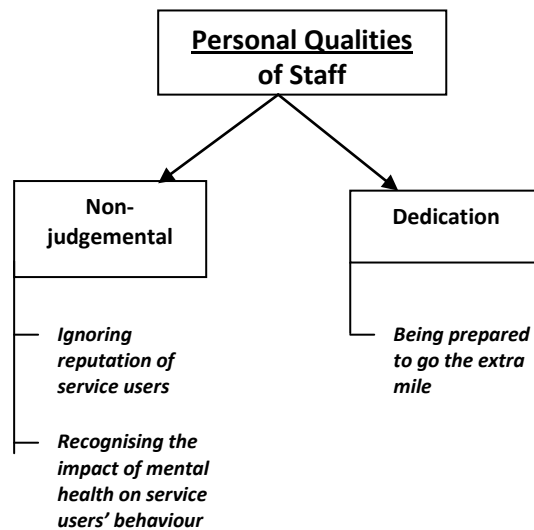 Personal Qualities
of Staff
Non-
judgemental
Dedication
Ignoring
reputation of
service users
Being prepared
to go the extra
mile
Recognising the
impact of mental
health on service
users' behaviour